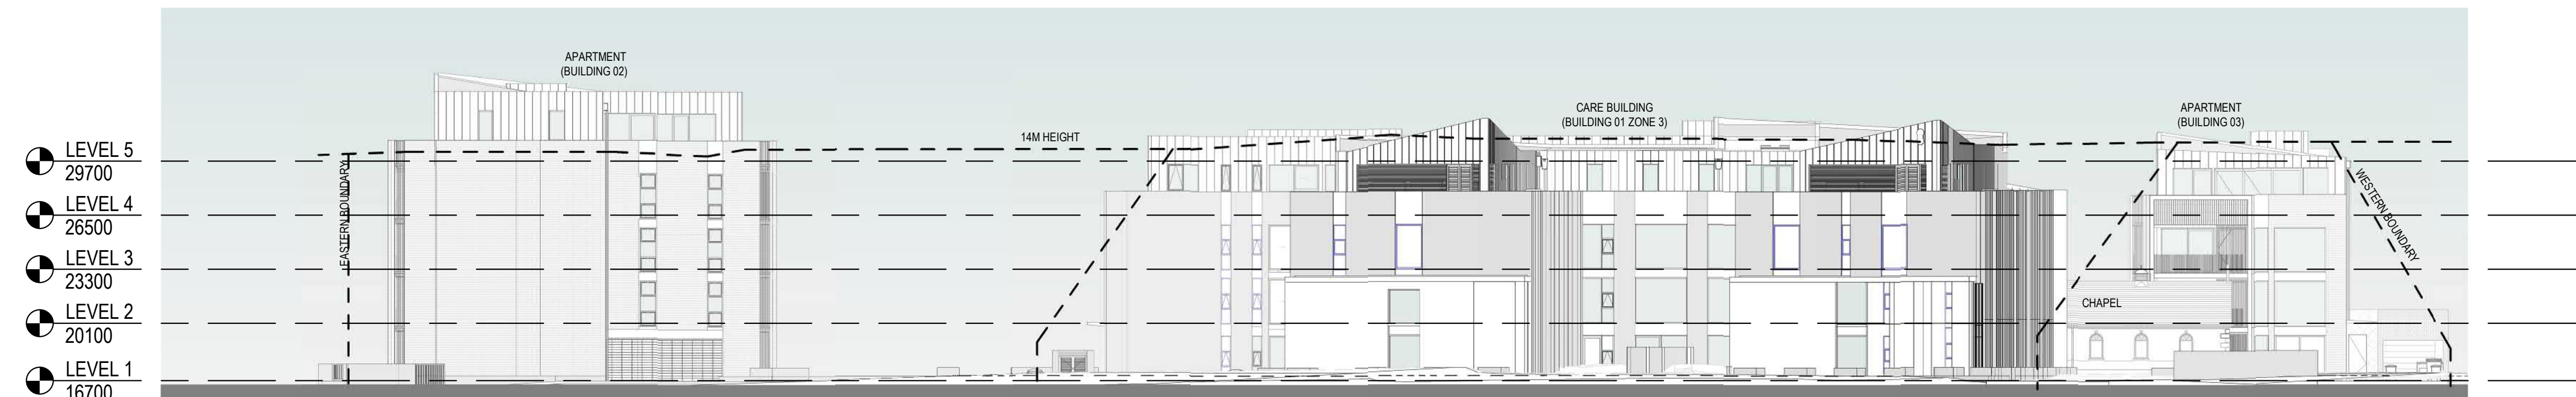 APARTMENT
(BUILDING 02)
CARE BUILDING
(BUILDING 01 ZONE 3)
APARTMENT
(BUILDING 03)
14M HEIGHT
LEVEL 5
29700
LEVEL 4
26500
LEVEL 3
23300
LEVEL 2
20100
LEVEL 1
16700
EASTERN BOUNDARY
WESTERN BOUNDARY
CHAPEL